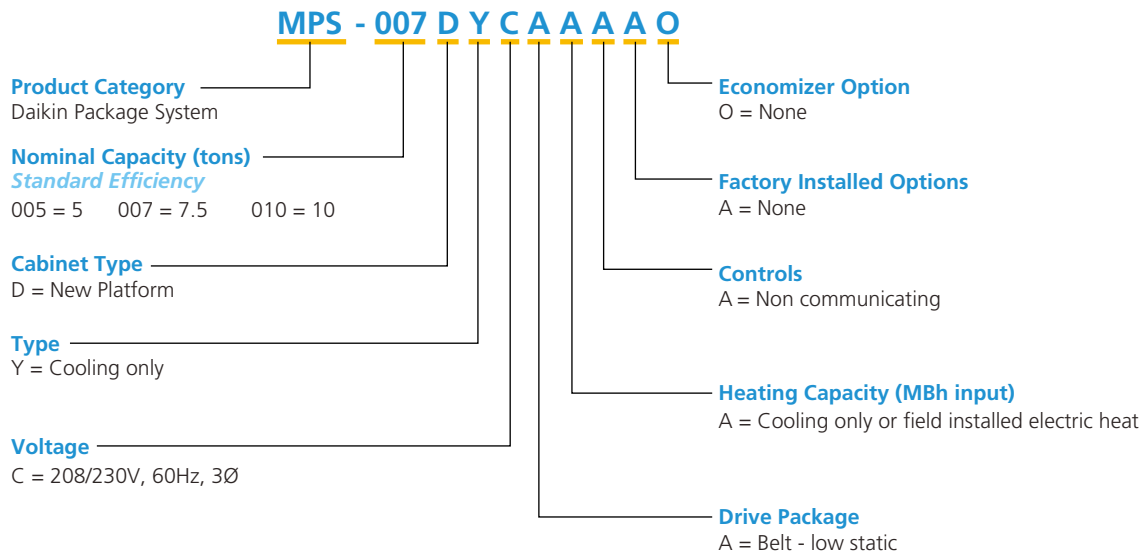 MPS - 007 D Y C A A A A O
Product Category
Daikin Package System
Nominal Capacity (tons)
Standard Efficiency
005 = 5 007 = 7.5 010 = 10
Cabinet Type
D = New Platform
Type
Y = Cooling only
Voltage
C = 208/230V, 60Hz, 3Ø
Economizer Option
O = None
Factory Installed Options
A = None
Controls
A = Non communicating
Heating Capacity (MBh input)
A = Cooling only or field installed electric heat
Drive Package
A = Belt - low static